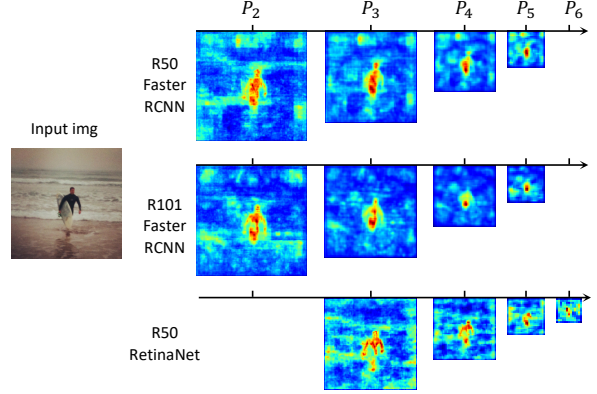 P2 P3 P4 P5 P6
R50
Faster
RCNN
Input img
R101
Faster
RCNN
R50
RetinaNet